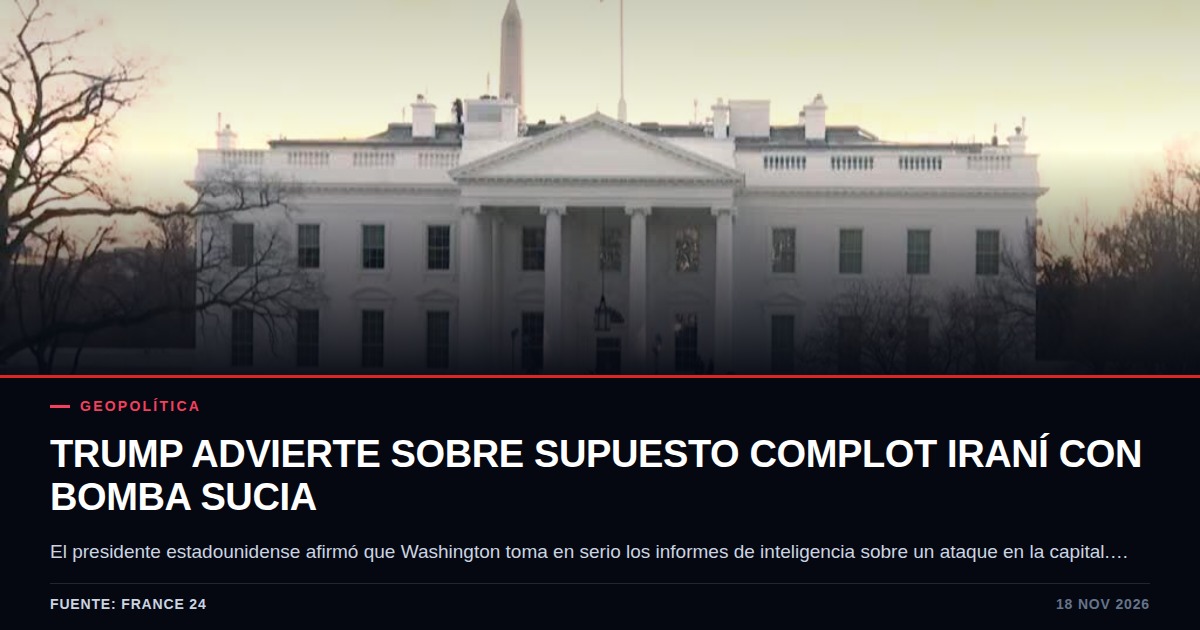 GEOPOLÍTICA
TRUMP ADVIERTE SOBRE SUPUESTO COMPLOT IRANÍ CON
BOMBA SUCIA
El presidente estadounidense afirmó que Washington toma en serio los informes de inteligencia sobre un ataque en la capital.…
FUENTE: FRANCE 24
18 NOV 2026